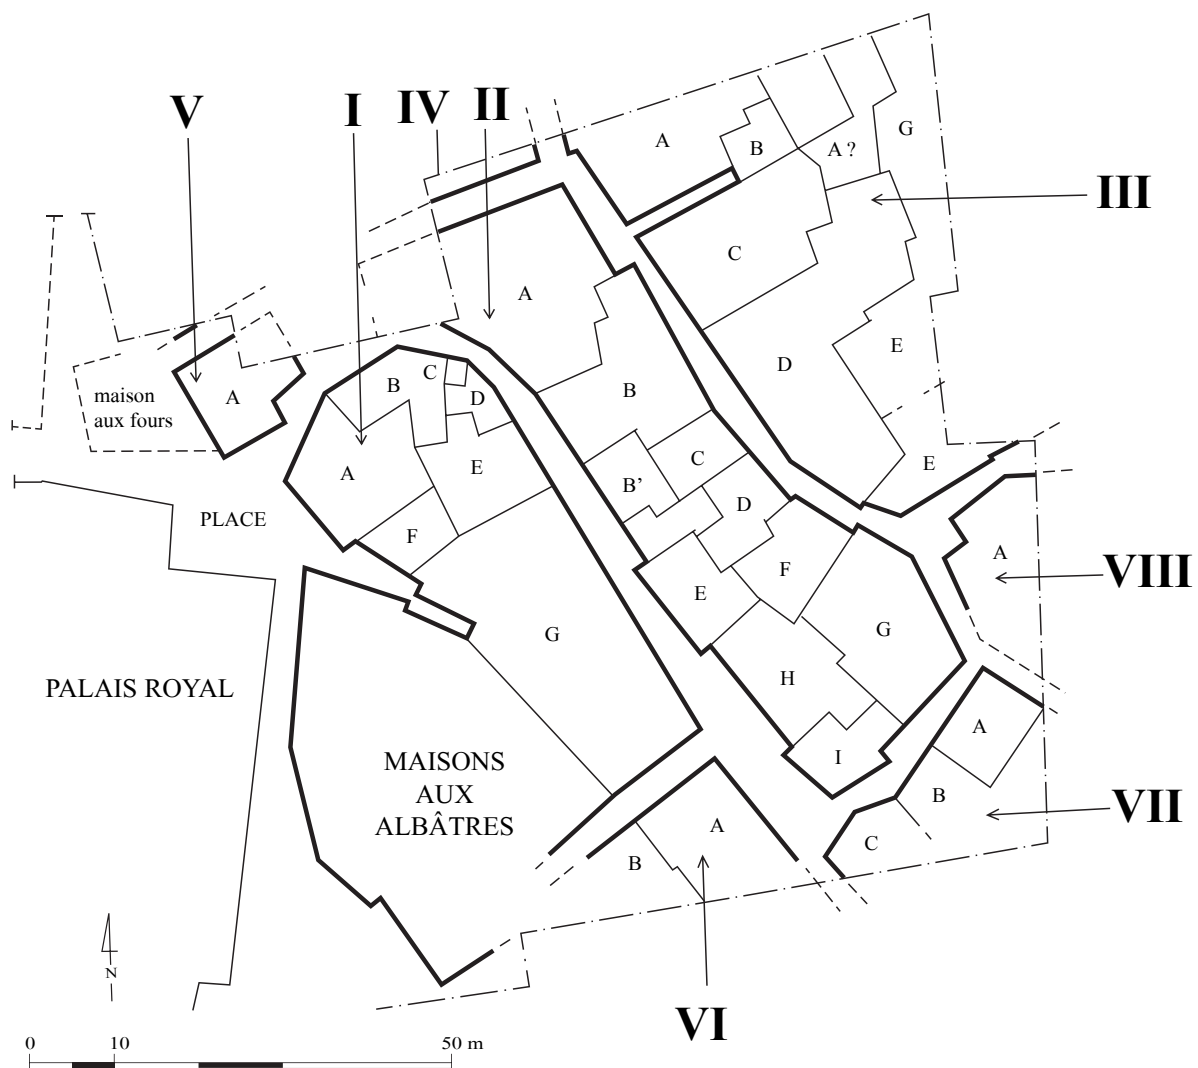 V
I
IV
II
A
B
A ?
G
III
C
A
D
E
maison
aux fours
A
B
C
D
B
E
A
E
B'
C
D
F
PLACE
A
VIII
E
F
G
G
H
PALAIS ROYAL
A
I
MAISONS
AUX
ALBÂTRES
B
VII
A
C
B
N
VI
0
10
50 m